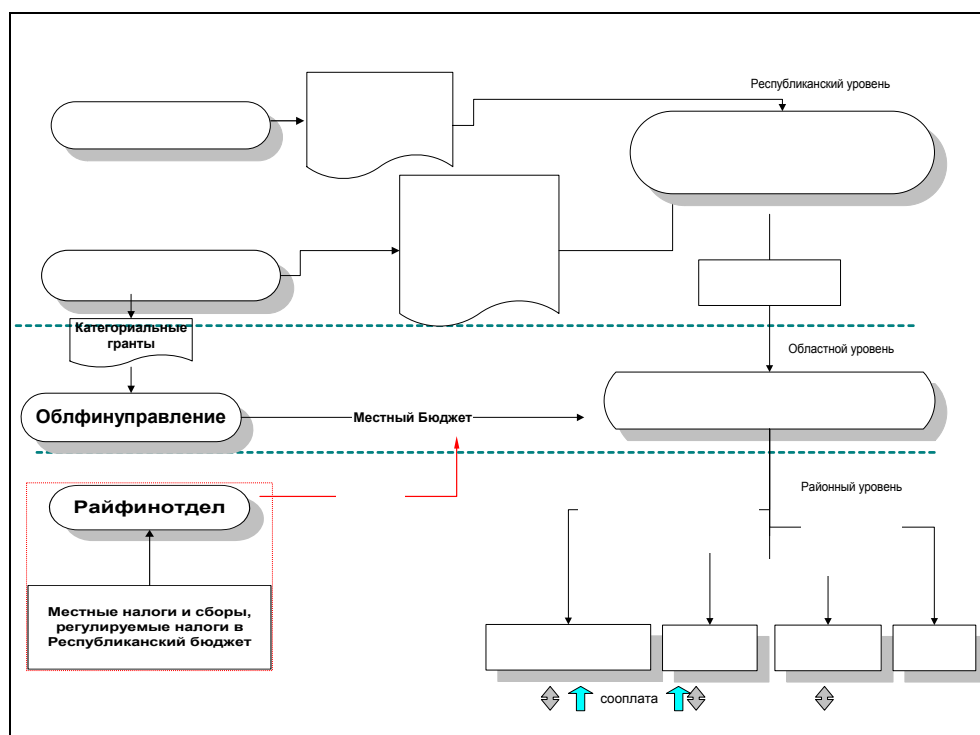 Республиканский уровень
Категориальные
гранты
Областной уровень
Облфинуправление
Местный Бюджет
Районный уровень
Райфинотдел
Местные налоги и сборы,
регулируемые налоги в
Республиканский бюджет
сооплата